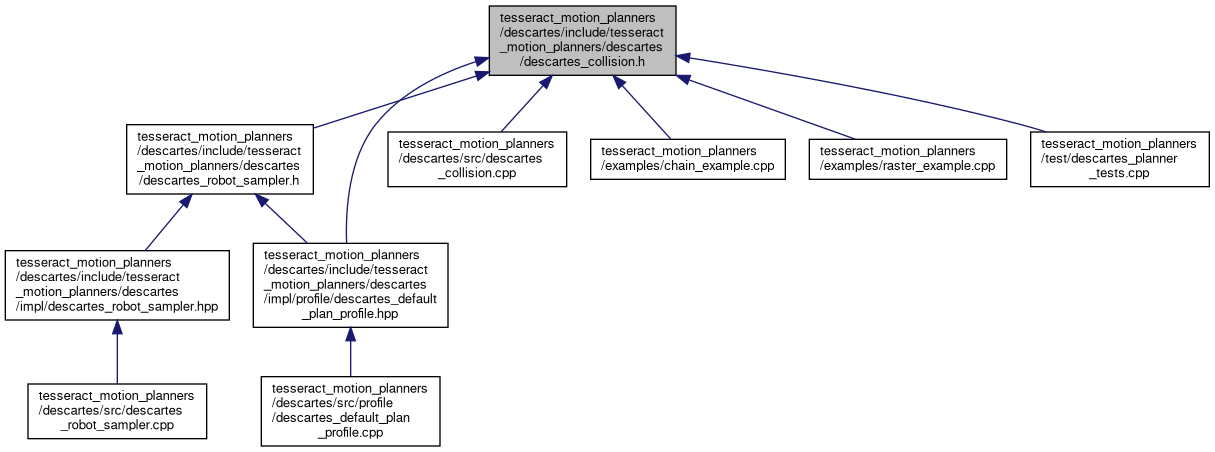 tesseract_motion_planners
/descartes/include/tesseract
_motion_planners/descartes
/descartes_collision.h
tesseract_motion_planners
/descartes/include/tesseract
_motion_planners/descartes
/descartes_robot_sampler.h
tesseract_motion_planners
/descartes/src/descartes
_collision.cpp
tesseract_motion_planners
/examples/chain_example.cpp
tesseract_motion_planners
/examples/raster_example.cpp
tesseract_motion_planners
/test/descartes_planner
_tests.cpp
tesseract_motion_planners
/descartes/include/tesseract
_motion_planners/descartes
/impl/descartes_robot_sampler.hpp
tesseract_motion_planners
/descartes/include/tesseract
_motion_planners/descartes
/impl/profile/descartes_default
_plan_profile.hpp
tesseract_motion_planners
/descartes/src/descartes
_robot_sampler.cpp
tesseract_motion_planners
/descartes/src/profile
/descartes_default_plan
_profile.cpp